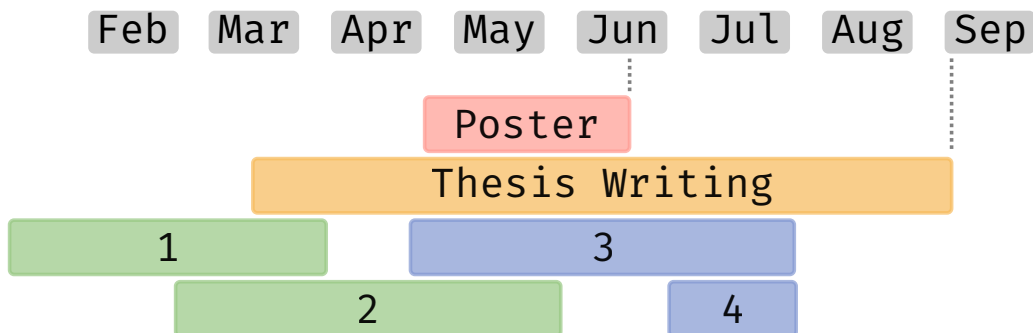 Feb Mar Apr May Jun Jul Aug Sep
Poster
Thesis Writing
1 3
2 4